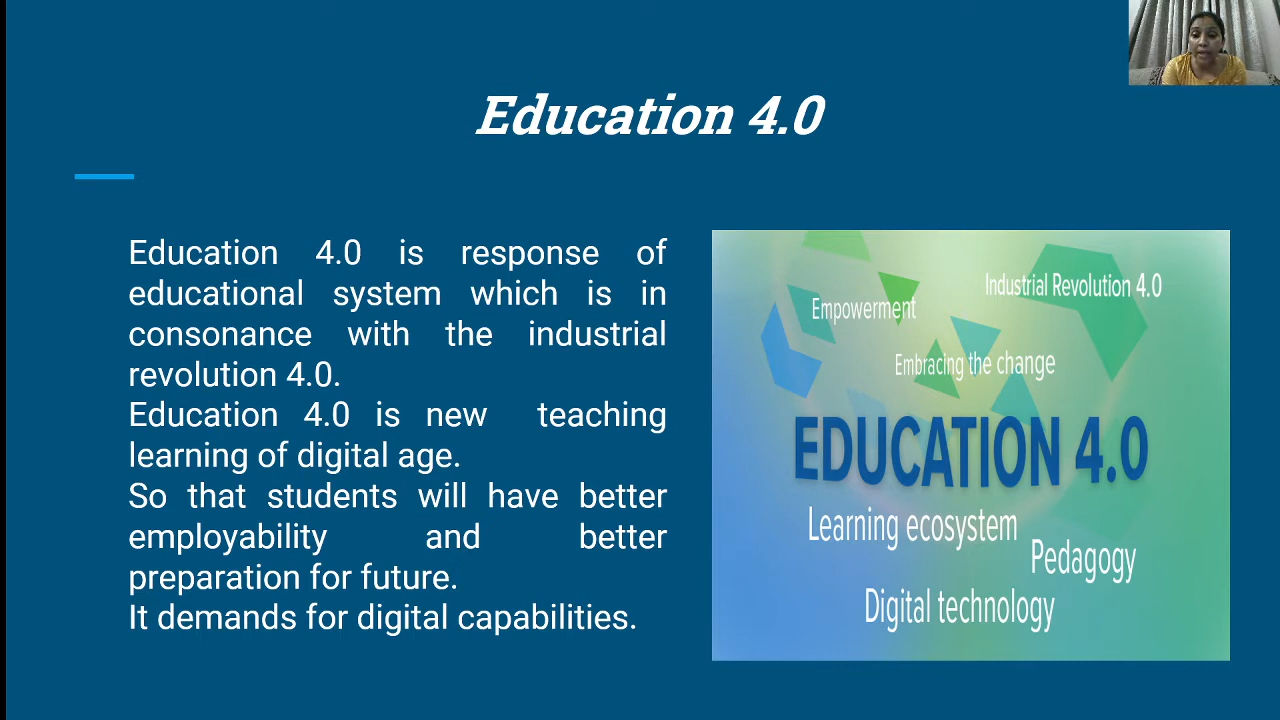 Education 4.0
Education 4.0 is response of
educational system which is in
consonance with the industrial
revolution 4.0.
Education 4.0 is new teaching
learning of digital age.
So that students will have better
employability and better
preparation for future.
It demands for digital capabilities.
Industrial Revolution 4.0
Empowerment
Embracing the change
EDUCATION 4.0
Learning ecosystem
Pedagogy
Digital technology